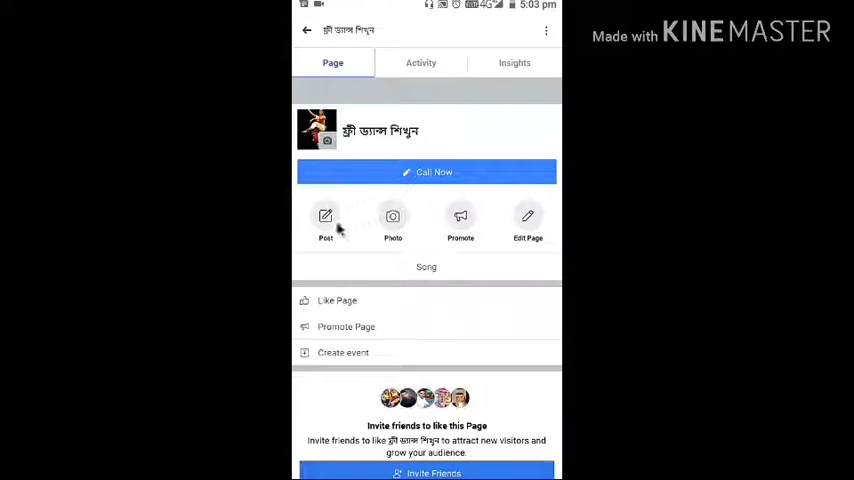 4G 5:03 pm
ফ্রী ড্যান্স শিখুন
Made with KINEMASTER
Page Activity Insights
ফ্রী ড্যান্স শিখুন
Call Now
Post Photo Promote Edit Page
Song
Like Page
Promote Page
Create event
Invite friends to like this Page
Invite friends to like ফ্রী ড্যান্স শিখুন to attract new visitors and
grow your audience.
Invite Friends